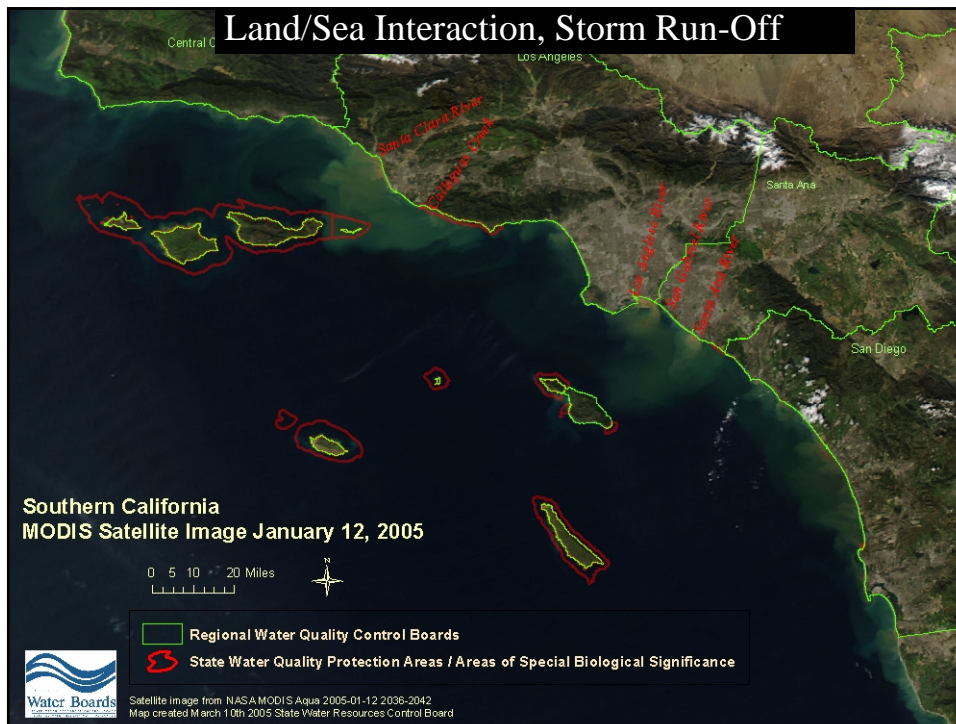 Land/Sea Interaction, Storm Run-Off
Central C
Los Angeles
Santa Clara River
Calleguas Creek
Santa Ana
Los Angeles River
San Gabriel River
Santa Ana River
San Diego
Southern California
MODIS Satellite Image January 12, 2005
N
0 5 10 20 Miles
Regional Water Quality Control Boards
State Water Quality Protection Areas / Areas of Special Biological Significance
Water Boards
Satellite image from NASA MODIS Aqua 2005-01-12 2036-2042
Map created March 10th 2005 State Water Resources Control Board